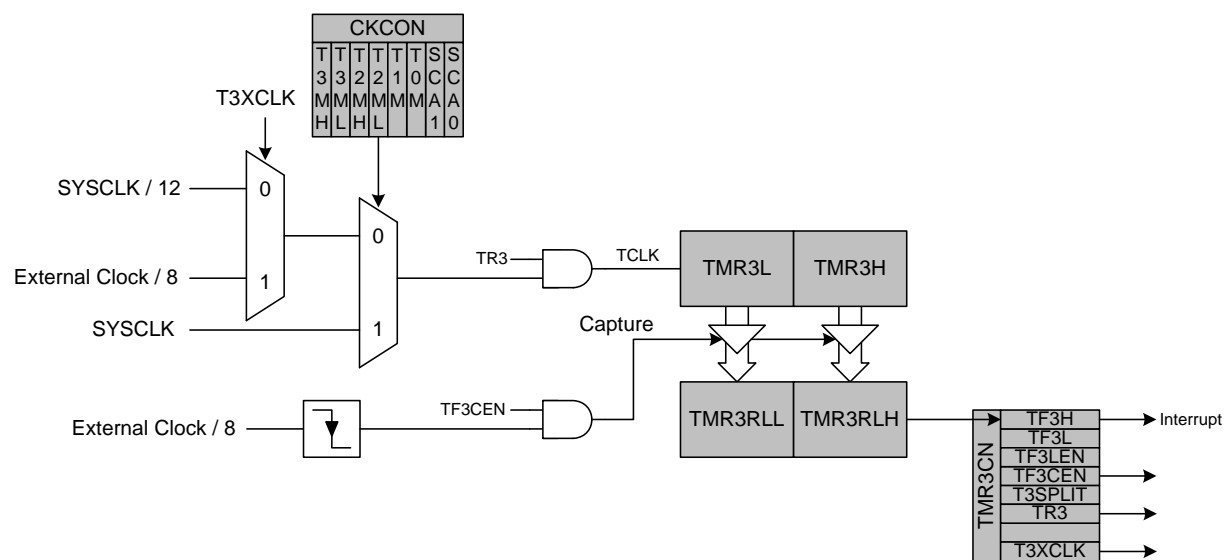 CKCON
T3MH
T3ML
T2MH
T2ML
T1M
T0M
SCA1
SCA0
T3XCLK
SYSCLK / 12
0
External Clock / 8
1
0
SYSCLK
1
TR3
TCLK
TMR3L
TMR3H
Capture
TF3CEN
External Clock / 8
TMR3RLL
TMR3RLH
TMR3CN
TF3H
Interrupt
TF3L
TF3LEN
TF3CEN
T3SPLIT
TR3
T3XCLK